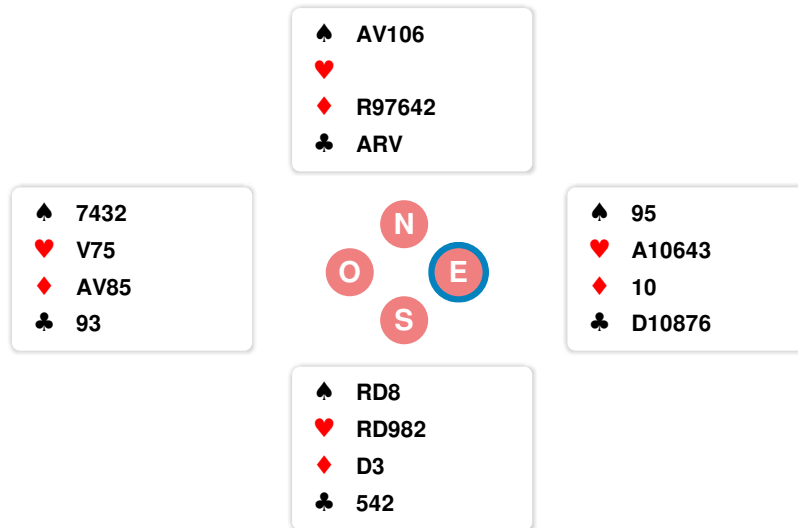 ♠ AV106
♥
♦ R97642
♣ ARV
♠ 7432
♥ V75
♦ AV85
♣ 93
N
O
E
S
♠ 95
♥ A10643
♦ 10
♣ D10876
♠ RD8
♥ RD982
♦ D3
♣ 542